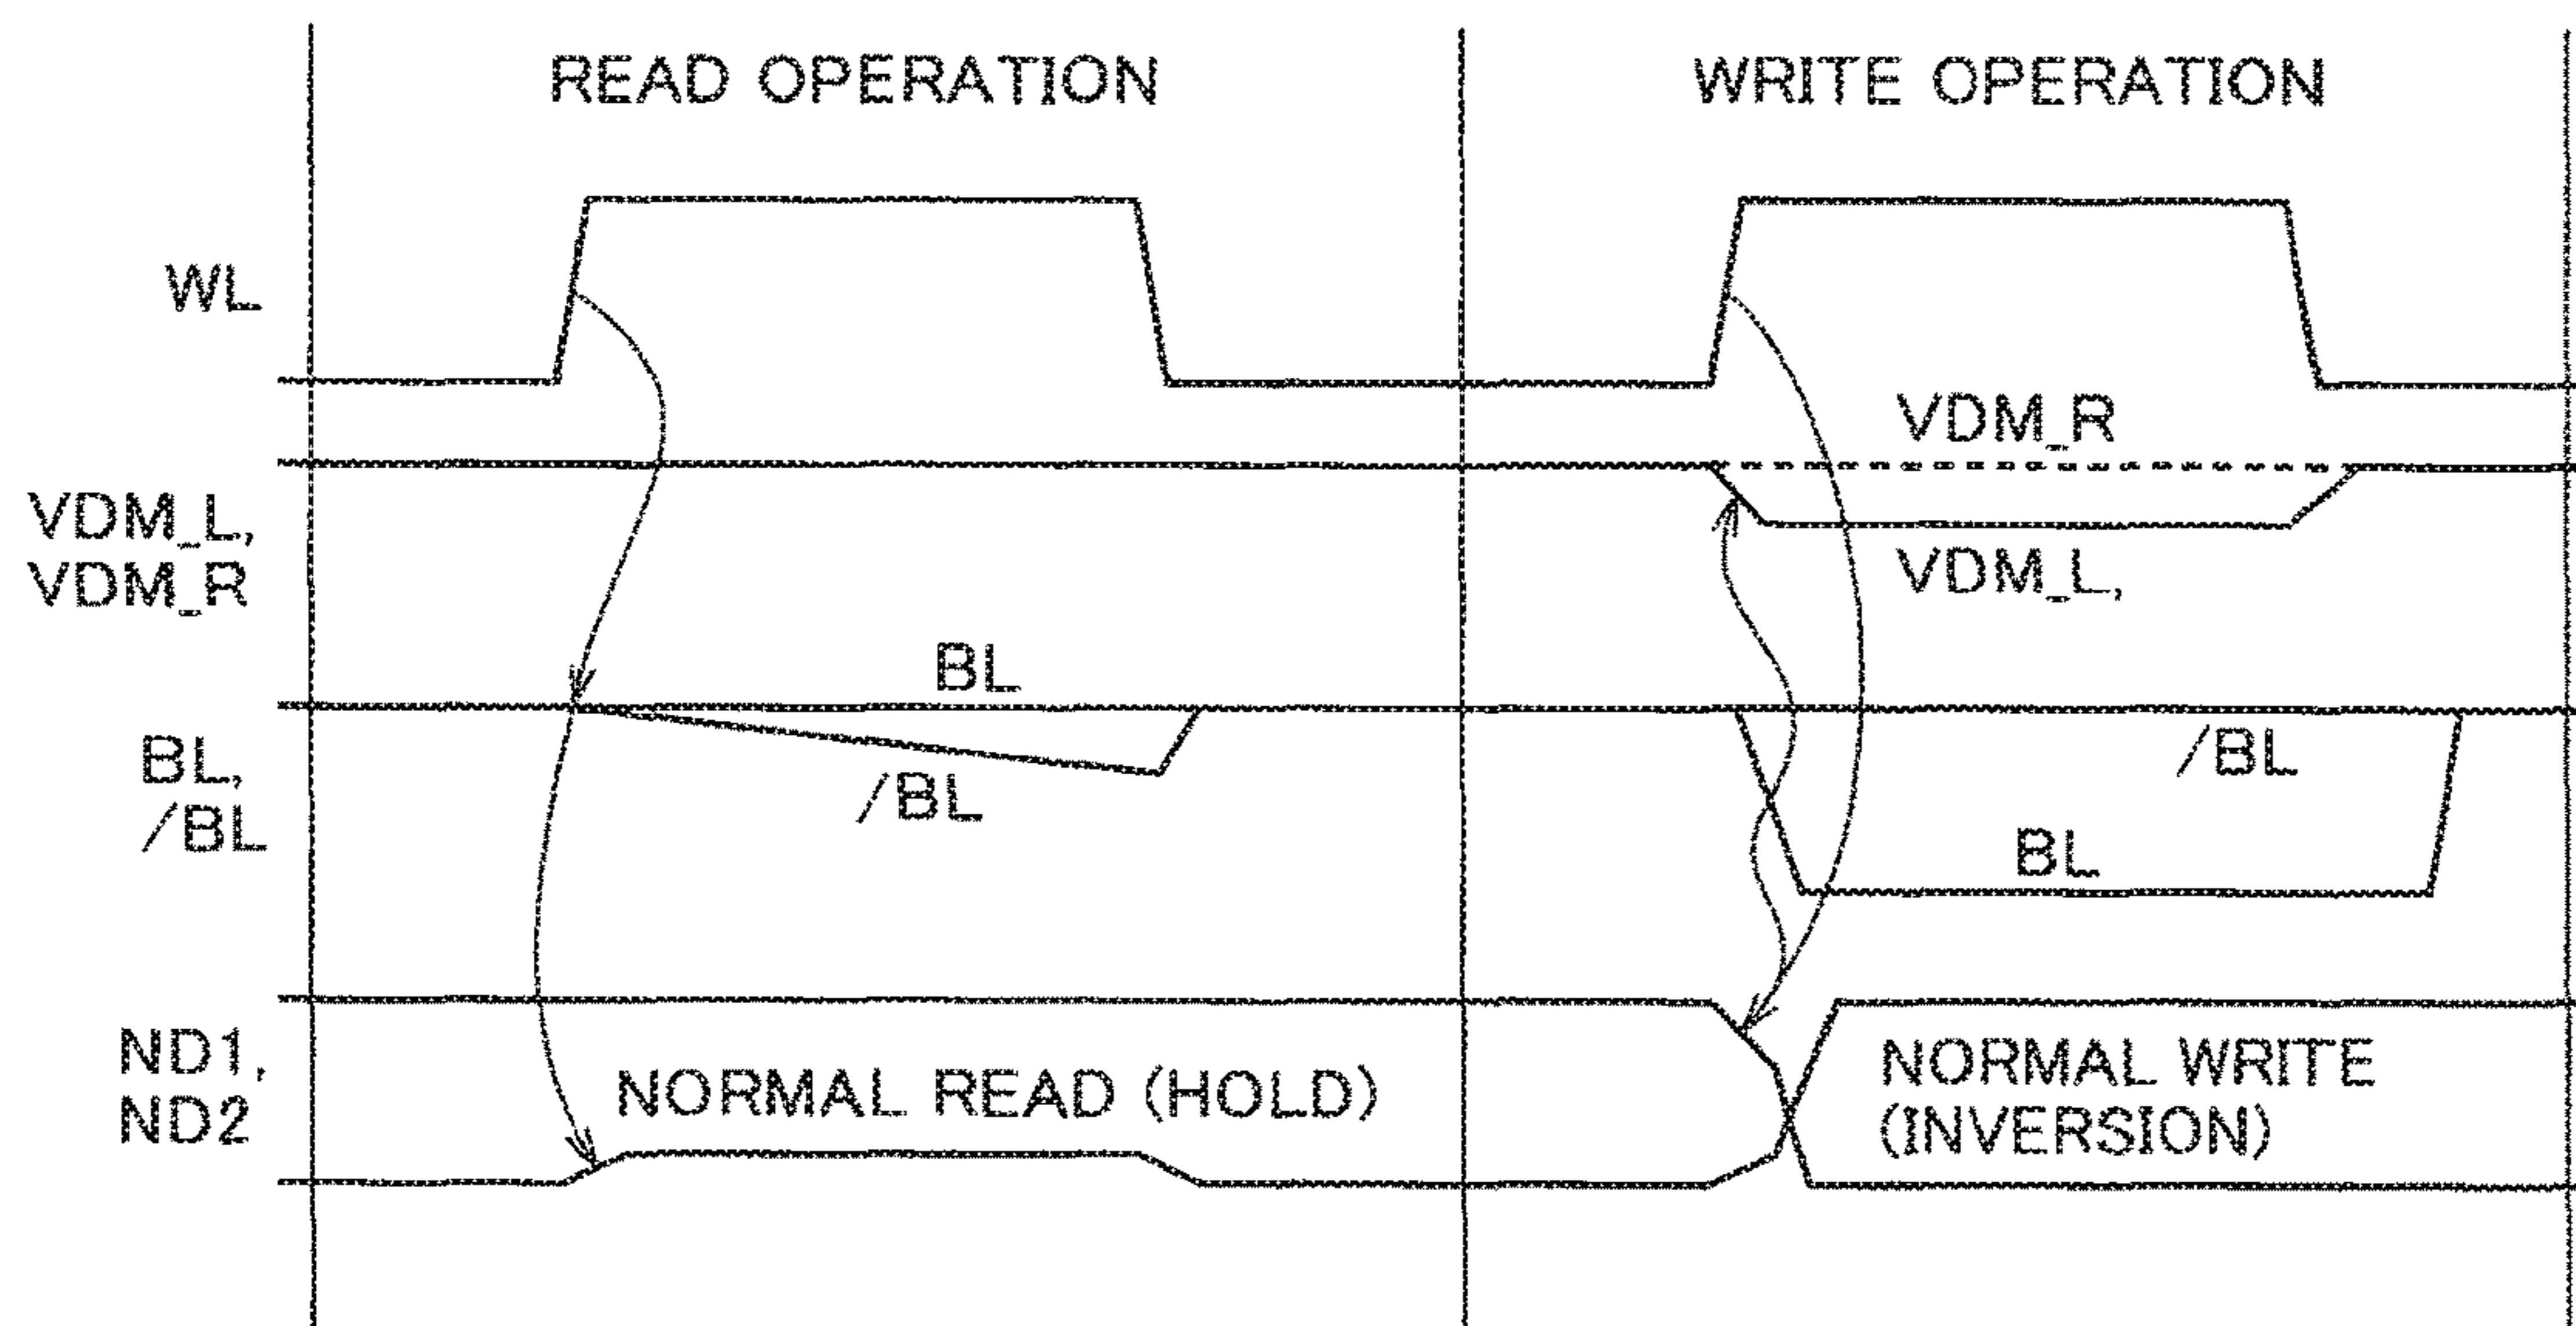 READ OPERATION
WRITE OPERATION
WL
VDM_R
VDM_L,
VDM_R
VDM_L,
BL
BL,
/BL
/BL
/BL
BL
ND1,
ND2
NORMAL READ (HOLD)
NORMAL WRITE
(INVERSION)